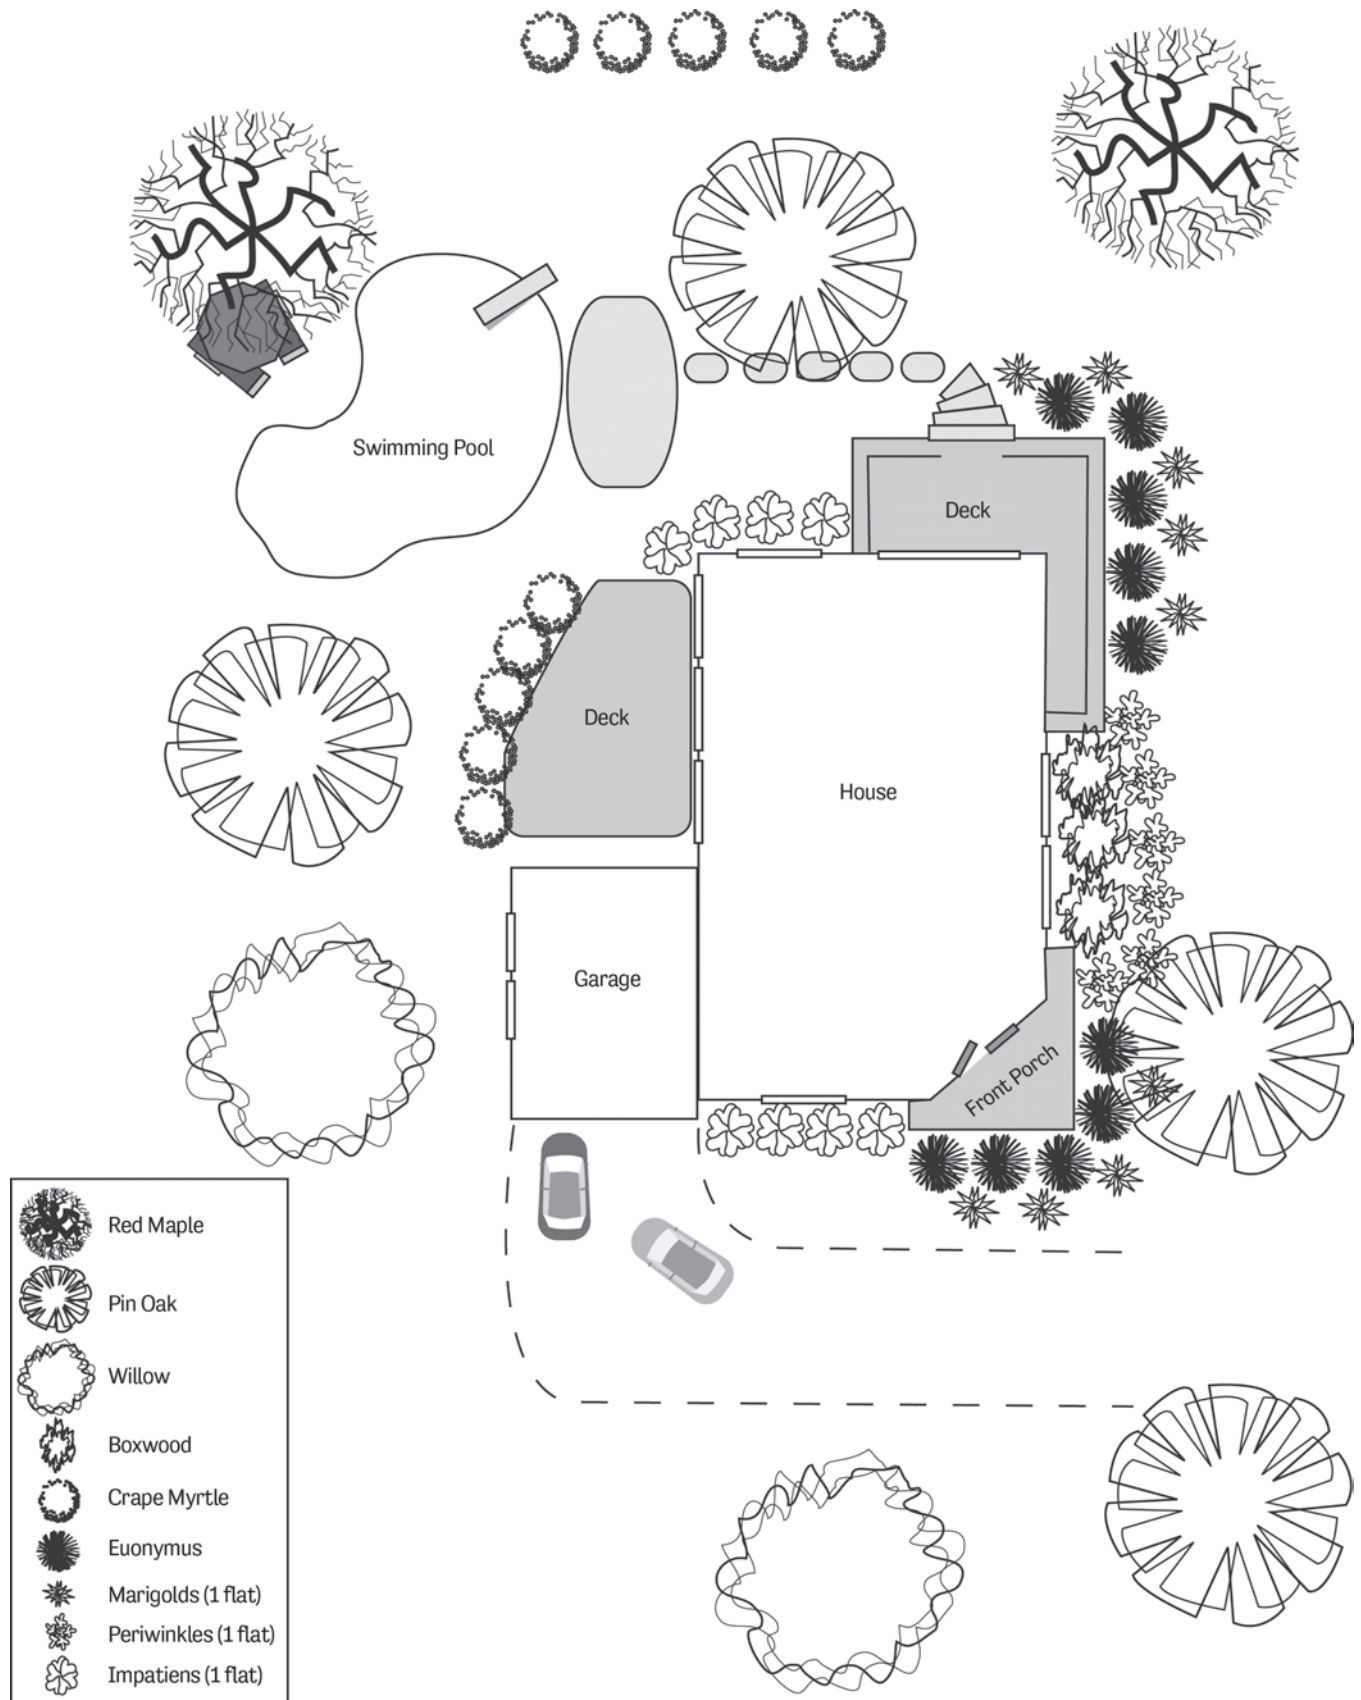 Swimming Pool
Deck
Deck
House
Garage
Front Porch
Red Maple
Pin Oak
Willow
Boxwood
Crape Myrtle
Euonymus
Marigolds (1 flat)
Periwinkles (1 flat)
Impatiens (1 flat)